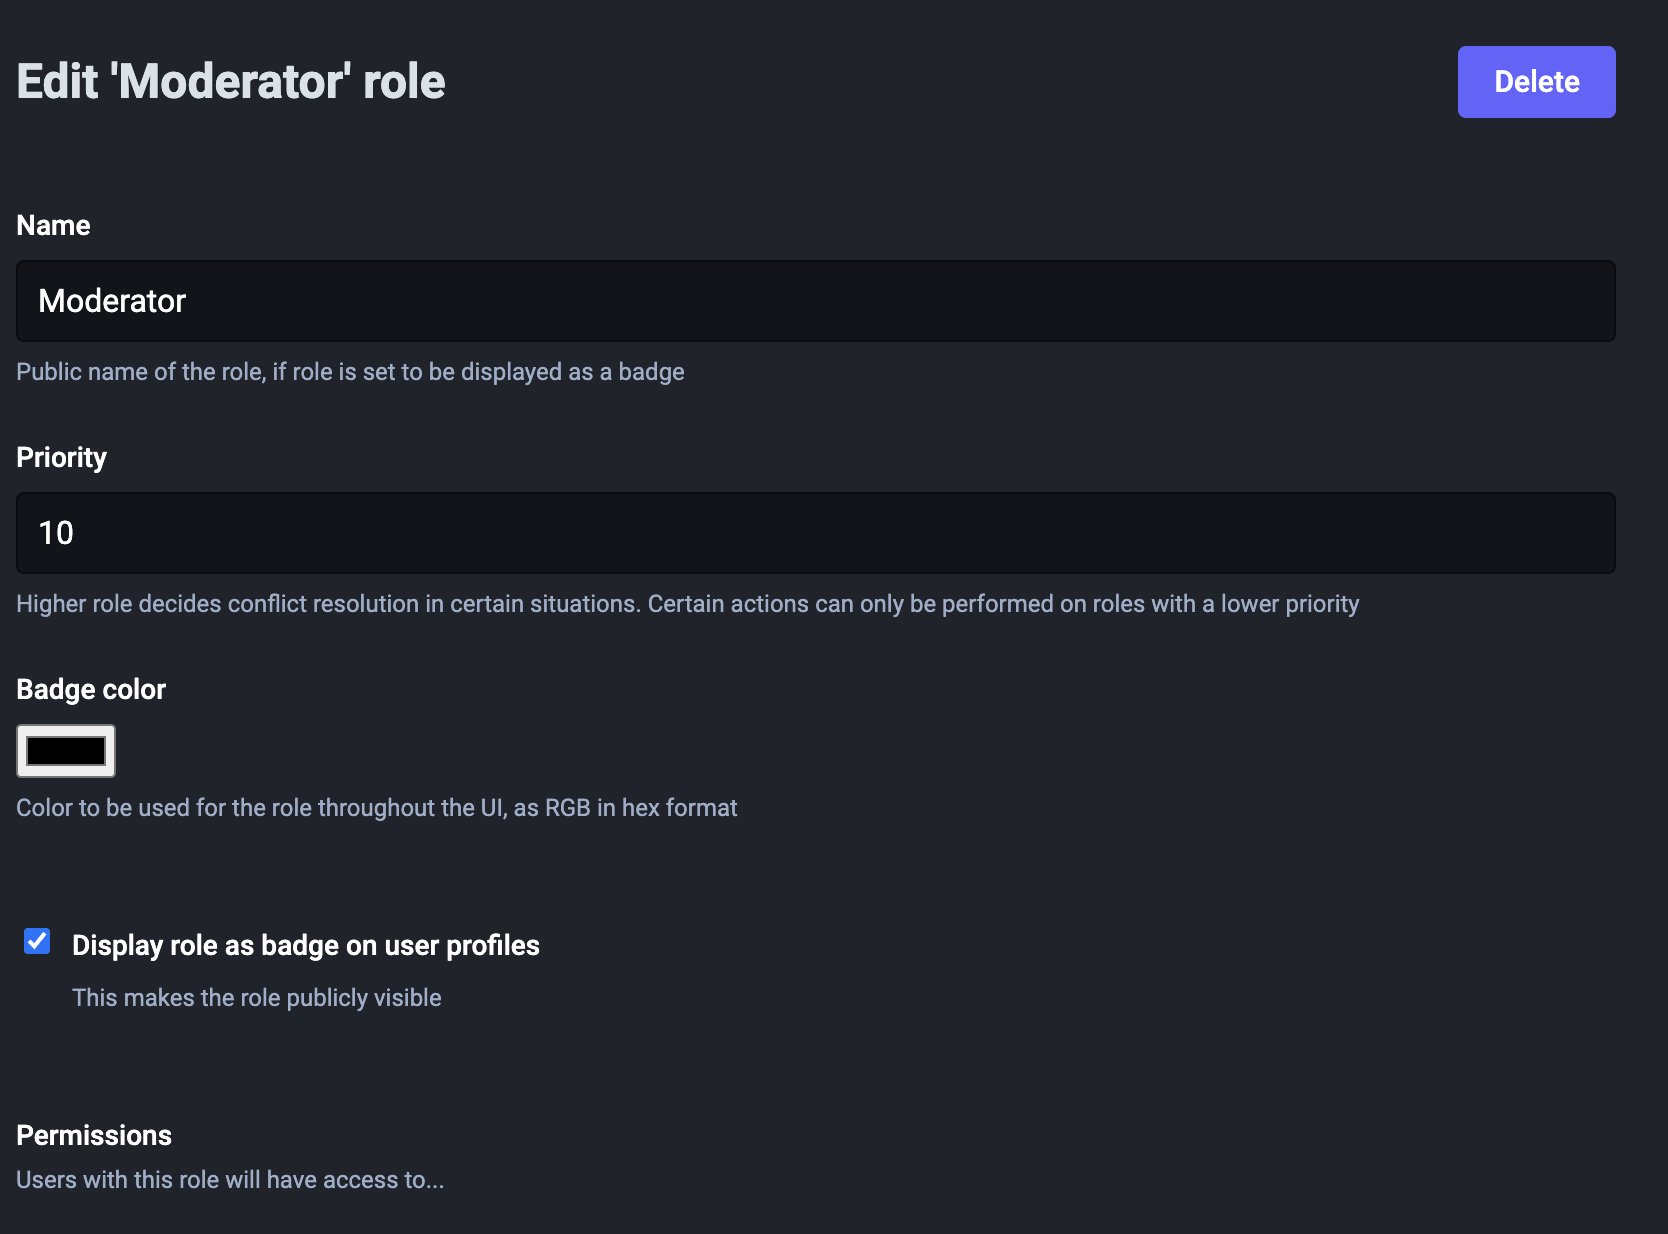 Edit 'Moderator' role
Delete
Name
Moderator
Public name of the role, if role is set to be displayed as a badge
Priority
10
Higher role decides conflict resolution in certain situations. Certain actions can only be performed on roles with a lower priority
Badge color
Color to be used for the role throughout the UI, as RGB in hex format
Display role as badge on user profiles
This makes the role publicly visible
Permissions
Users with this role will have access to...